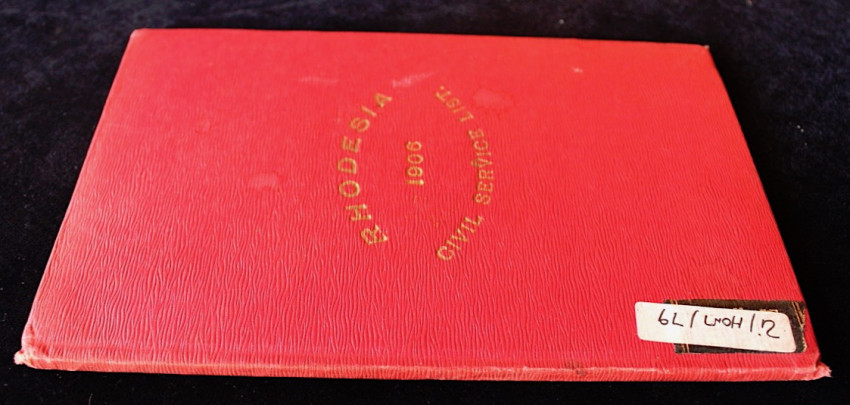 RHODESIA
1906
CIVIL SERVICE LIST.